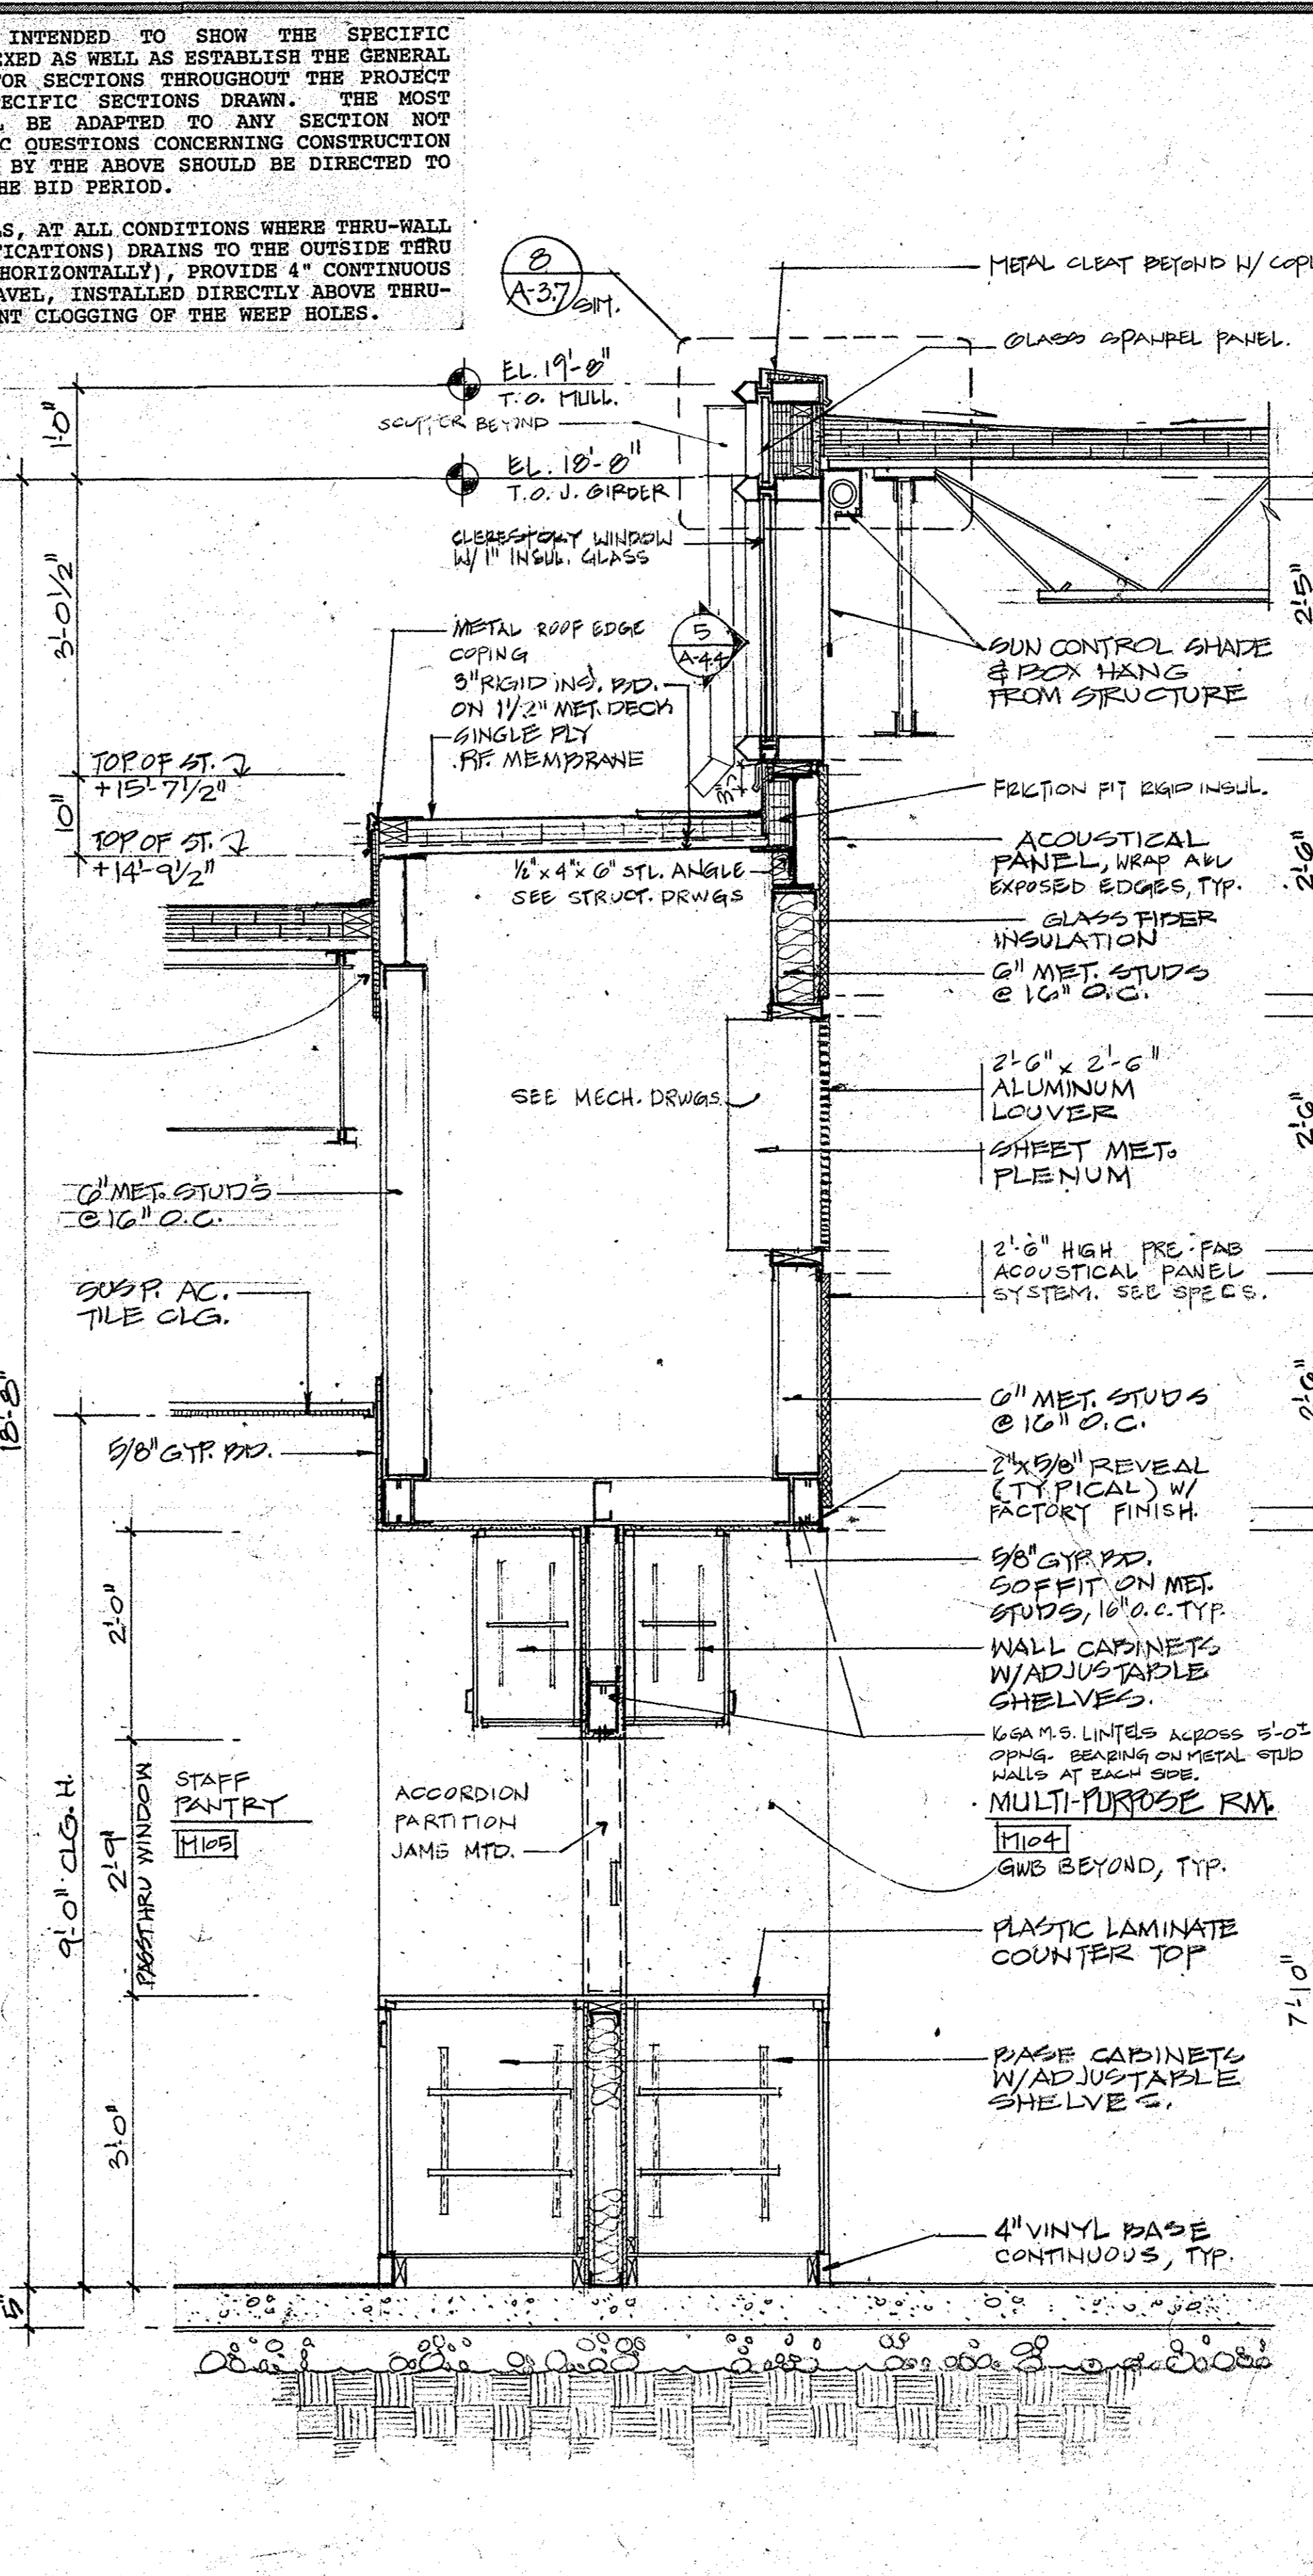 INTENDED TO SHOW THE SPECIFIC
EXED AS WELL AS ESTABLISH THE GENERAL
FOR SECTIONS THROUGHOUT THE PROJECT
PECIFIC SECTIONS DRAWN. THE MOST
BE ADAPTED TO ANY SECTION NOT
C QUESTIONS CONCERNING CONSTRUCTION
BY THE ABOVE SHOULD BE DIRECTED TO
HE BID PERIOD.
LS, AT ALL CONDITIONS WHERE THRU-WALL
FICATIONS) DRAINS TO THE OUTSIDE THRU
HORIZONTALLY), PROVIDE 4" CONTINUOUS
AVEL, INSTALLED DIRECTLY ABOVE THRU-
NT CLOGGING OF THE WEEP HOLES.
8
A-3.7
SIM.
METAL CLEAT BEYOND W/ COPI
GLASS SPANREL PANEL.
EL. 19'-8"
T.O. MULL.
SCUPPER BEYOND
EL. 18'-8"
T.O. J. GIRDER
CLERESTORY WINDOW
W/ 1" INSUL. GLASS
1'-0"
3'-0 1/2"
10"
METAL ROOF EDGE
COPING
3" RIGID INS. BD.
ON 1 1/2" MET. DECK
SINGLE PLY
RF. MEMBRANE
5
A-4.4
SUN CONTROL SHADE
& BOX HANG
FROM STRUCTURE
2'-5"
TOP OF ST.
+15'-7 1/2"
TOP OF ST.
+14'-9 1/2"
3"
1/2" x 4" x 6" STL. ANGLE
SEE STRUCT. DRWGS
FRICTION FIT RIGID INSUL.
ACOUSTICAL
PANEL, WRAP ALL
EXPOSED EDGES, TYP.
2'-6"
GLASS FIBER
INSULATION
6" MET. STUDS
@ 16" O.C.
SEE MECH. DRWGS.
2'-6" x 2'-6"
ALUMINUM
LOUVER
2'-6"
SHEET MET.
PLENUM
6" MET. STUDS
@ 16" O.C.
2'-6" HIGH PRE-FAB
ACOUSTICAL PANEL
SYSTEM. SEE SPECS.
SUSP. AC.
TILE CLG.
18'-8"
5/8" GYP. BD.
6" MET. STUDS
@ 16" O.C.
2" x 5/8" REVEAL
(TYPICAL) W/
FACTORY FINISH.
5/8" GYP. BD.
SOFFIT ON MET.
STUDS, 16" O.C. TYP.
2'-0"
WALL CABINETS
W/ADJUSTABLE
SHELVES.
16 GA M.S. LINTELS ACROSS 5'-0"±
OPNG. BEARING ON METAL STUD
WALLS AT EACH SIDE.
9'-0" CLG. H.
2'-9"
PASSTHRU WINDOW
STAFF
PANTRY
M105
ACCORDION
PARTITION
JAMB MTD.
MULTI-PURPOSE RM.
M104
GWB BEYOND, TYP.
PLASTIC LAMINATE
COUNTER TOP
7'-10"
3'-0"
BASE CABINETS
W/ADJUSTABLE
SHELVES.
4" VINYL BASE
CONTINUOUS, TYP.
5"